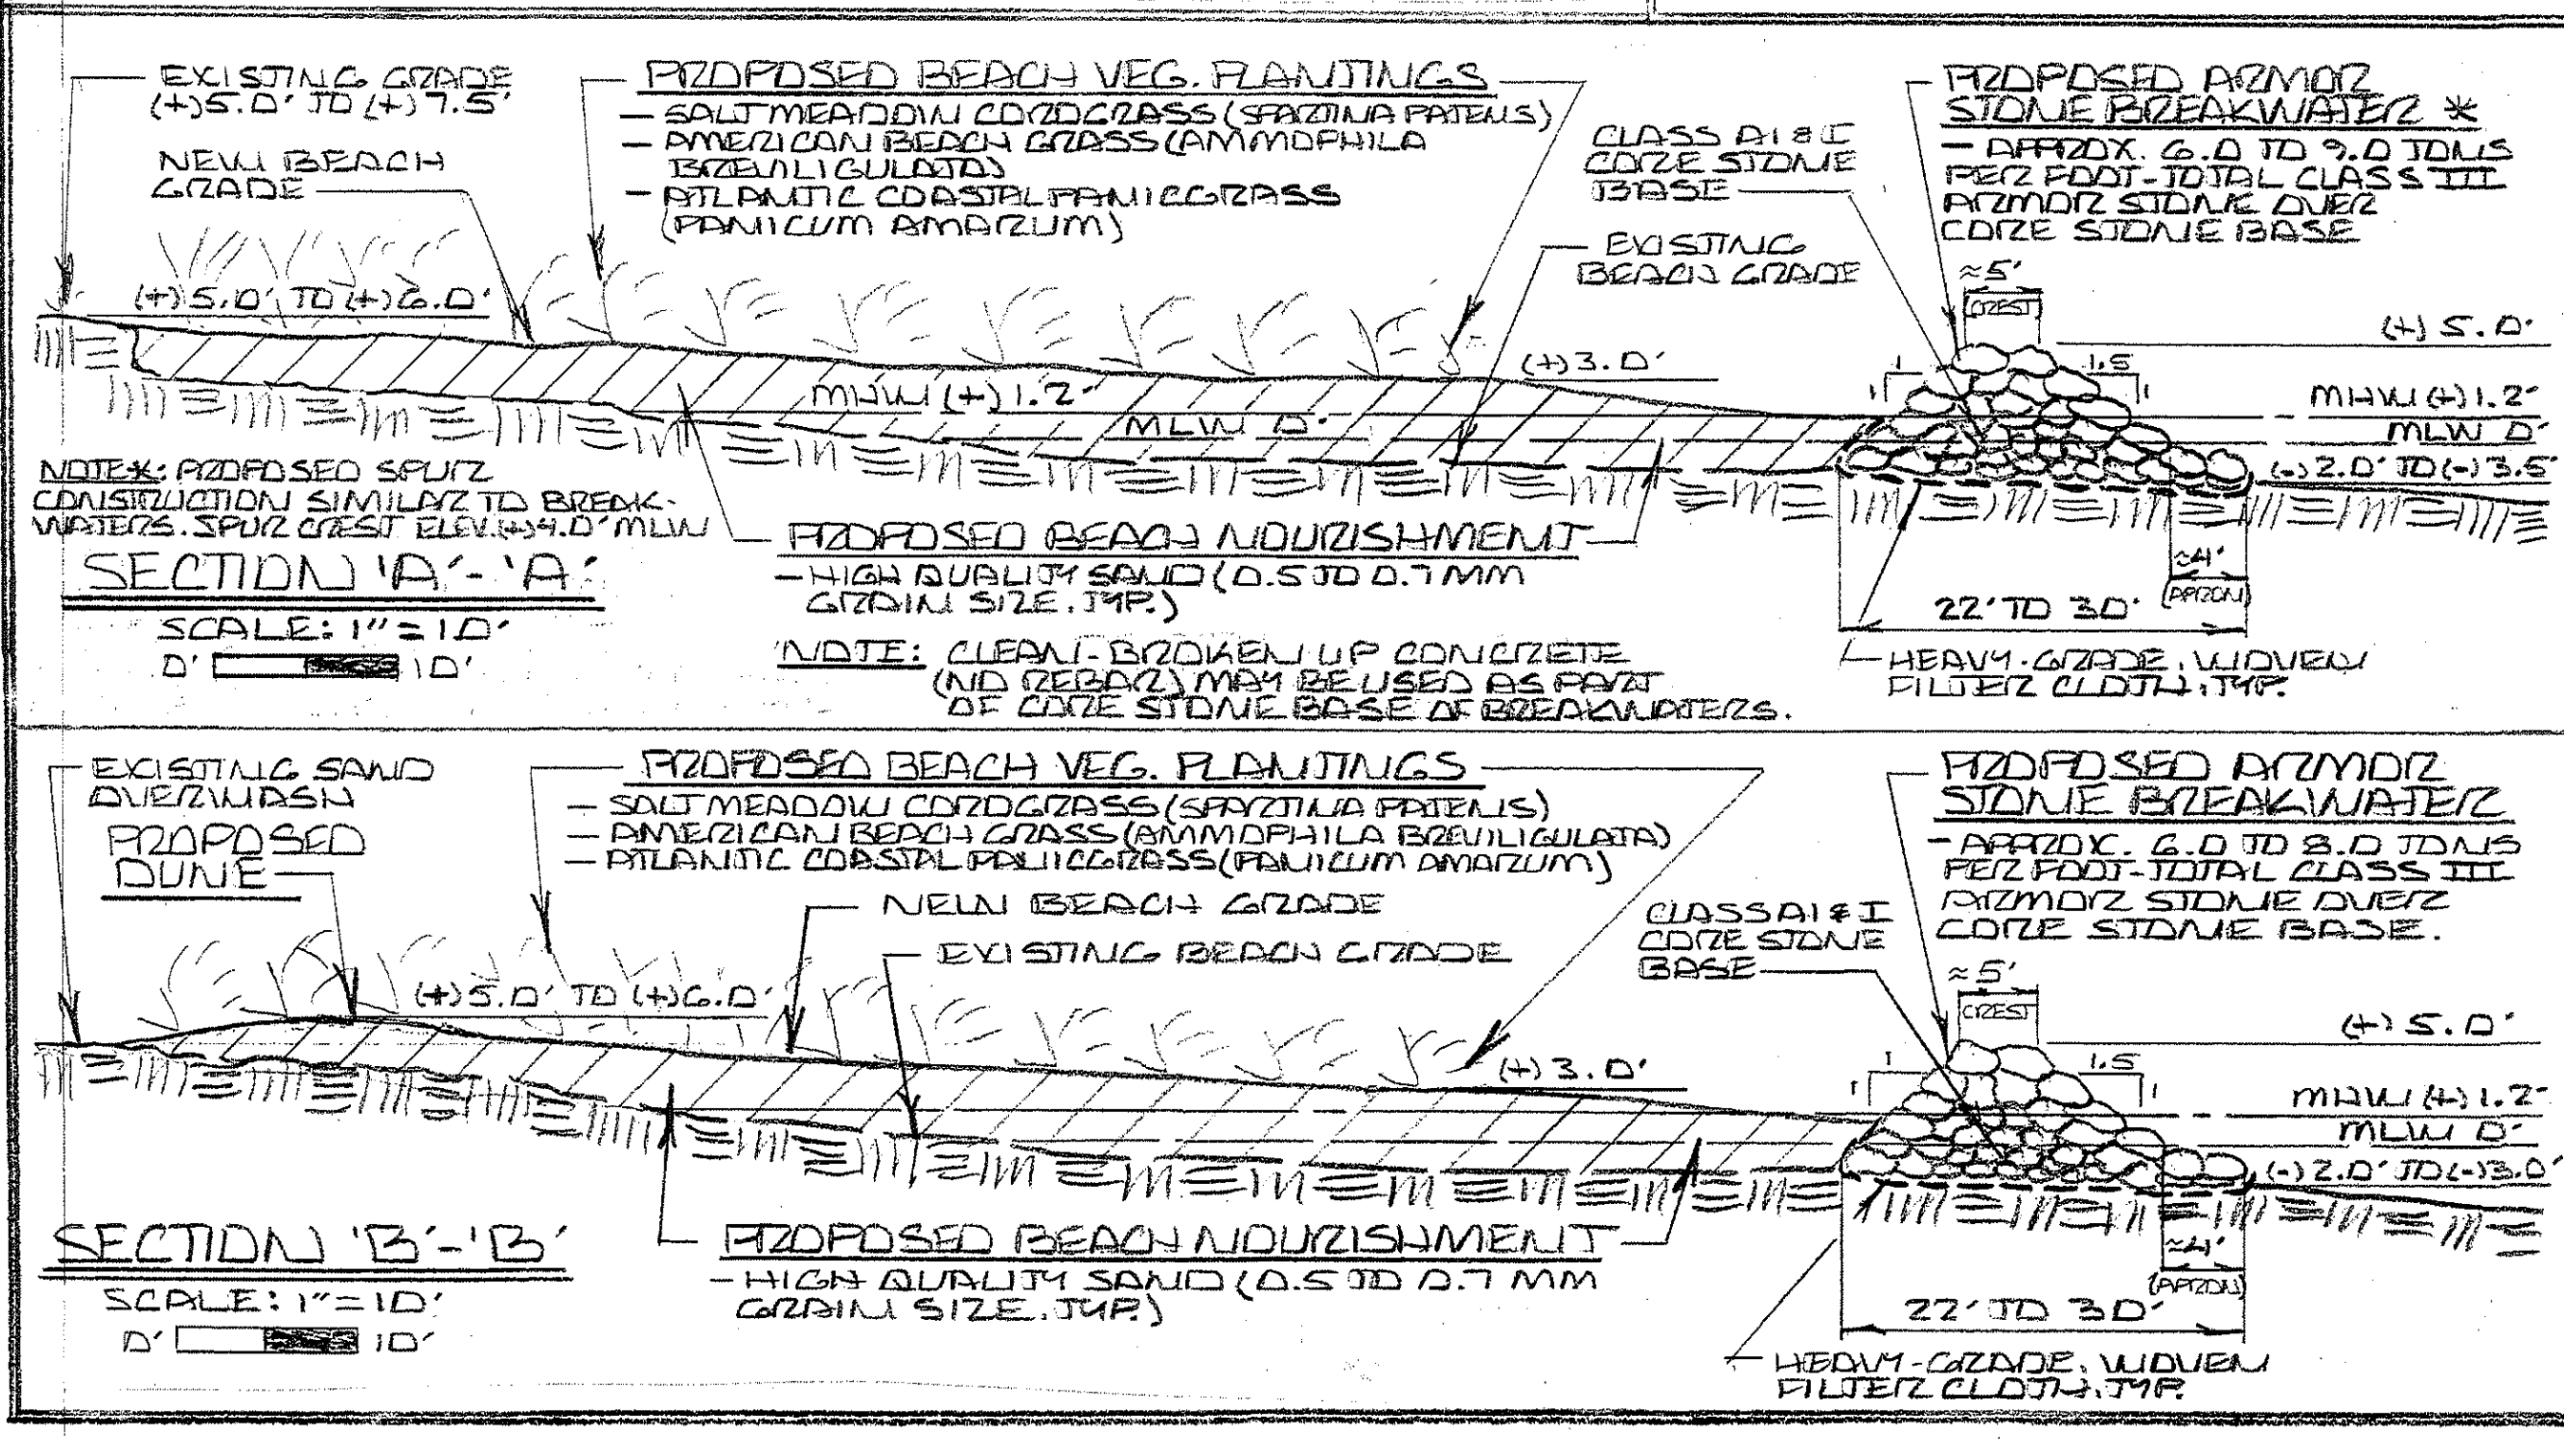 EXISTING GRADE
(+)5.0' TO (+)7.5'
NEW BEACH
GRADE
(+)5.0' TO (+)6.0'
PROPOSED BEACH VEG. PLANTINGS
- SALT MEADOW CORDGRASS (SPARTINA PATENS)
- AMERICAN BEACH GRASS (AMMOPHILA
BREVILIGULATA)
- ATLANTIC COASTAL PANICGRASS
(PANICUM AMARUM)
CLASS A1 & I
CORE STONE
BASE
EXISTING
BEACH GRADE
PROPOSED ARMOR
STONE BREAKWATER *
- APPROX. 6.0 TO 9.0 TONS
PER FOOT-TOTAL CLASS III
ARMOR STONE OVER
CORE STONE BASE
≈5'
CREST
(+) 5.0'
(+)3.0'
1
1
1.5
1
MHW (+) 1.2'
MLW 0'
MHW (+) 1.2'
MLW 0'
(-)2.0' TO (-)3.5'
NOTE*: PROPOSED SPUR
CONSTRUCTION SIMILAR TO BREAK-
WATERS. SPUR CREST ELEV.(+)4.0' MLW
SECTION 'A'-'A'
SCALE: 1" = 10'
0' 10'
PROPOSED BEACH NOURISHMENT
- HIGH QUALITY SAND (0.5 TO 0.7 MM
GRAIN SIZE, TYP.)
NOTE: CLEAN-BROKEN UP CONCRETE
(NO REBAR) MAY BE USED AS PART
OF CORE STONE BASE OF BREAKWATERS.
≈4'
(APRON)
22' TO 30'
HEAVY-GRADE, WOVEN
FILTER CLOTH, TYP.
EXISTING SAND
OVERWASH
PROPOSED
DUNE
(+)5.0' TO (+)6.0'
PROPOSED BEACH VEG. PLANTINGS
- SALT MEADOW CORDGRASS (SPARTINA PATENS)
- AMERICAN BEACH GRASS (AMMOPHILA BREVILIGULATA)
- ATLANTIC COASTAL PANICGRASS (PANICUM AMARUM)
NEW BEACH GRADE
EXISTING BEACH GRADE
CLASS A1 & I
CORE STONE
BASE
PROPOSED ARMOR
STONE BREAKWATER
- APPROX. 6.0 TO 8.0 TONS
PER FOOT-TOTAL CLASS III
ARMOR STONE OVER
CORE STONE BASE.
≈5'
CREST
(+) 5.0'
(+)3.0'
1
1
1.5
1
MHW (+) 1.2'
MLW 0'
(-)2.0' TO (-)3.0'
SECTION 'B'-'B'
SCALE: 1" = 10'
0' 10'
PROPOSED BEACH NOURISHMENT
- HIGH QUALITY SAND (0.5 TO 0.7 MM
GRAIN SIZE, TYP.)
≈4'
(APRON)
22' TO 30'
HEAVY-GRADE, WOVEN
FILTER CLOTH, TYP.